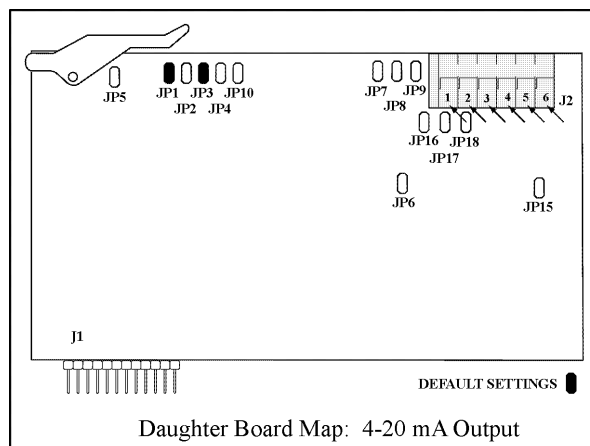 JP5
JP1
JP3
JP10
JP2
JP4
JP7
JP9
JP8
1 2 3 4 5 6
J2
JP16
JP18
JP17
JP6
JP15
J1
DEFAULT SETTINGS
Daughter Board Map: 4-20 mA Output